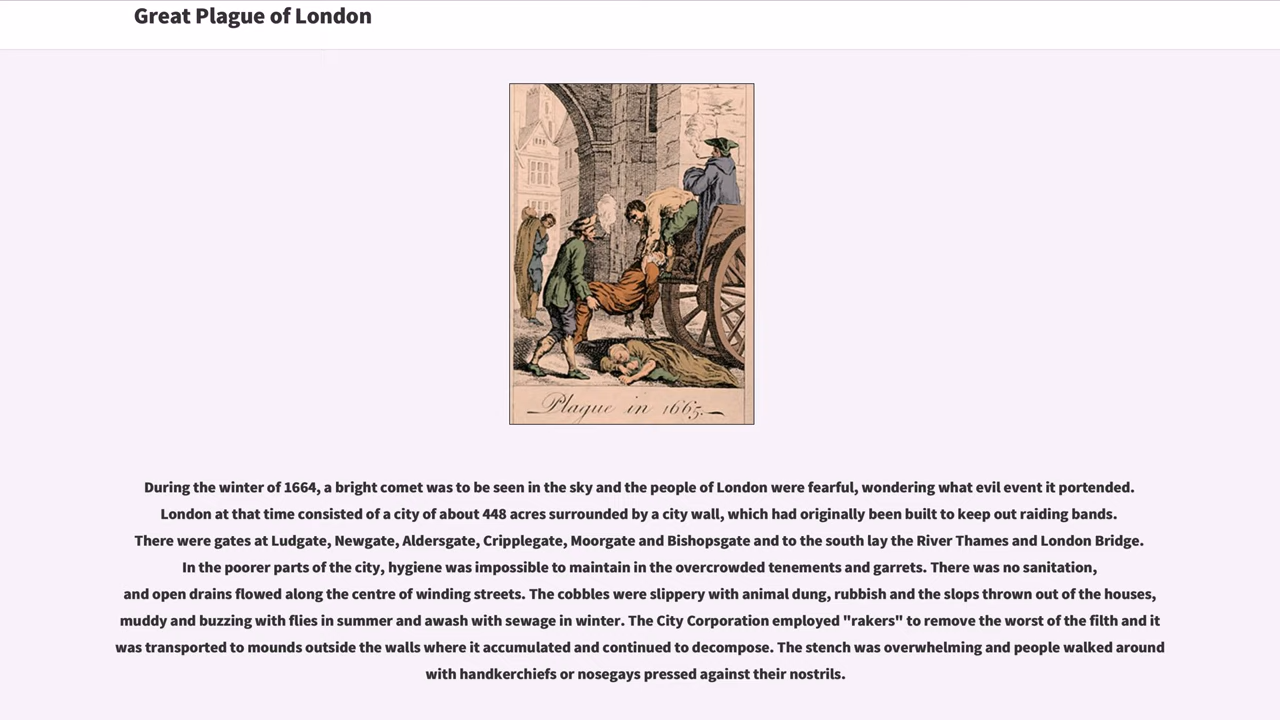 Great Plague of London
Plague in 1665.
During the winter of 1664, a bright comet was to be seen in the sky and the people of London were fearful, wondering what evil event it portended.
London at that time consisted of a city of about 448 acres surrounded by a city wall, which had originally been built to keep out raiding bands.
There were gates at Ludgate, Newgate, Aldersgate, Cripplegate, Moorgate and Bishopsgate and to the south lay the River Thames and London Bridge.
In the poorer parts of the city, hygiene was impossible to maintain in the overcrowded tenements and garrets. There was no sanitation,
and open drains flowed along the centre of winding streets. The cobbles were slippery with animal dung, rubbish and the slops thrown out of the houses,
muddy and buzzing with flies in summer and awash with sewage in winter. The City Corporation employed "rakers" to remove the worst of the filth and it
was transported to mounds outside the walls where it accumulated and continued to decompose. The stench was overwhelming and people walked around
with handkerchiefs or nosegays pressed against their nostrils.